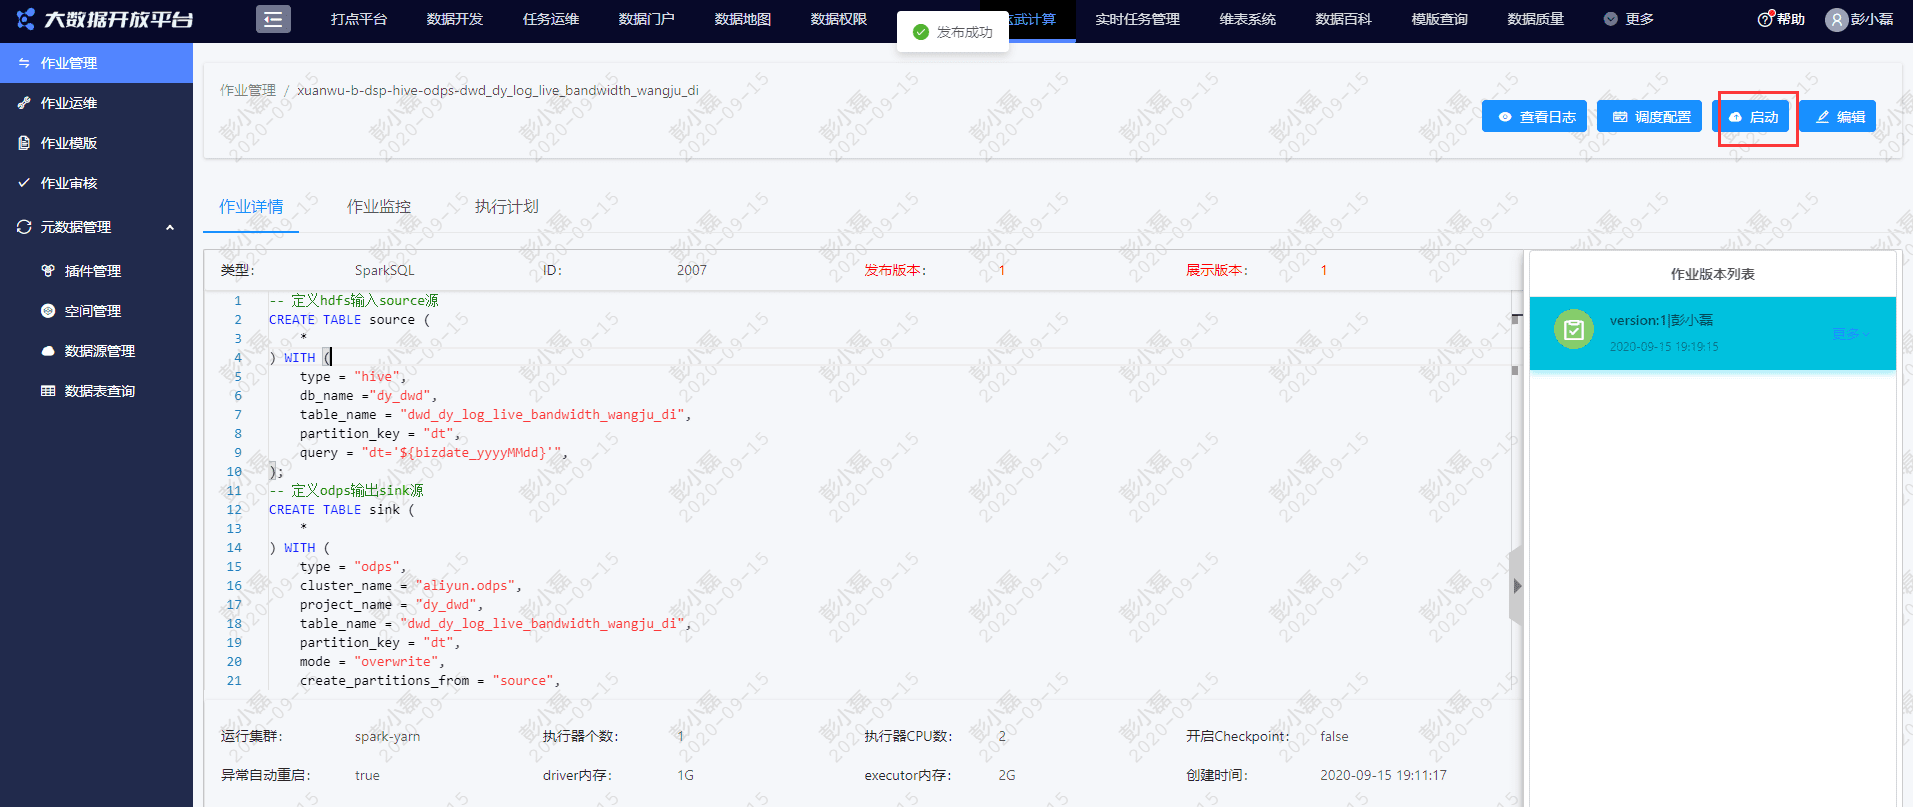 大数据开放平台
打点平台 数据开发 任务运维 数据门户 数据地图 数据权限 玄武计算 实时任务管理 维表系统 数据百科 模版查询 数据质量 更多 帮助 彭小磊
发布成功
作业管理
作业运维
作业模版
作业审核
元数据管理
插件管理
空间管理
数据源管理
数据表查询
作业管理 / xuanwu-b-dsp-hive-odps-dwd_dy_log_live_bandwidth_wangju_di
查看日志 调度配置 启动 编辑
作业详情 作业监控 执行计划
类型: SparkSQL ID: 2007 发布版本: 1 展示版本: 1
1 -- 定义hdfs输入source源
2 CREATE TABLE source (
3 *
4 ) WITH (
5 type = "hive",
6 db_name ="dy_dwd",
7 table_name = "dwd_dy_log_live_bandwidth_wangju_di",
8 partition_key = "dt",
9 query = "dt='${bizdate_yyyyMMdd}'",
10 );
11 -- 定义odps输出sink源
12 CREATE TABLE sink (
13 *
14 ) WITH (
15 type = "odps",
16 cluster_name = "aliyun.odps",
17 project_name = "dy_dwd",
18 table_name = "dwd_dy_log_live_bandwidth_wangju_di",
19 partition_key = "dt",
20 mode = "overwrite",
21 create_partitions_from = "source",
作业版本列表
version:1|彭小磊
2020-09-15 19:19:15
更多
运行集群: spark-yarn 执行器个数: 1 执行器CPU数: 2 开启Checkpoint: false
异常自动重启: true driver内存: 1G executor内存: 2G 创建时间: 2020-09-15 19:11:17
彭小磊
2020-09-15